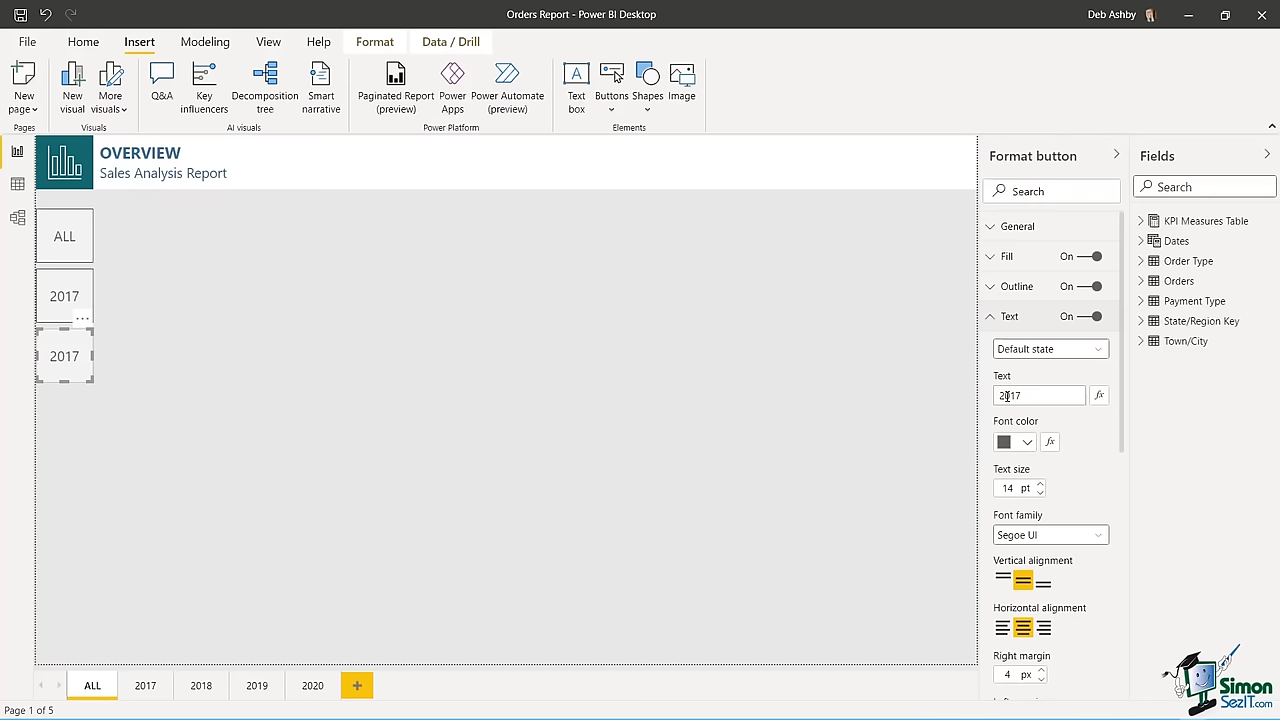 Orders Report - Power BI Desktop
Deb Ashby
File Home Insert Modeling View Help Format Data / Drill
New page
New visual
More visuals
Q&A
Key influencers
Decomposition tree
Smart narrative
Paginated Report (preview)
Power Apps
Power Automate (preview)
Text box
Buttons
Shapes
Image
Pages Visuals AI visuals Power Platform Elements
OVERVIEW
Sales Analysis Report
ALL
2017
2017
Format button
Search
General
Fill On
Outline On
Text On
Default state
Text
2017
Font color
Text size
14 pt
Font family
Segoe UI
Vertical alignment
Horizontal alignment
Right margin
4 px
Fields
Search
KPI Measures Table
Dates
Order Type
Orders
Payment Type
State/Region Key
Town/City
ALL 2017 2018 2019 2020
Page 1 of 5
Simon
SezIT.com